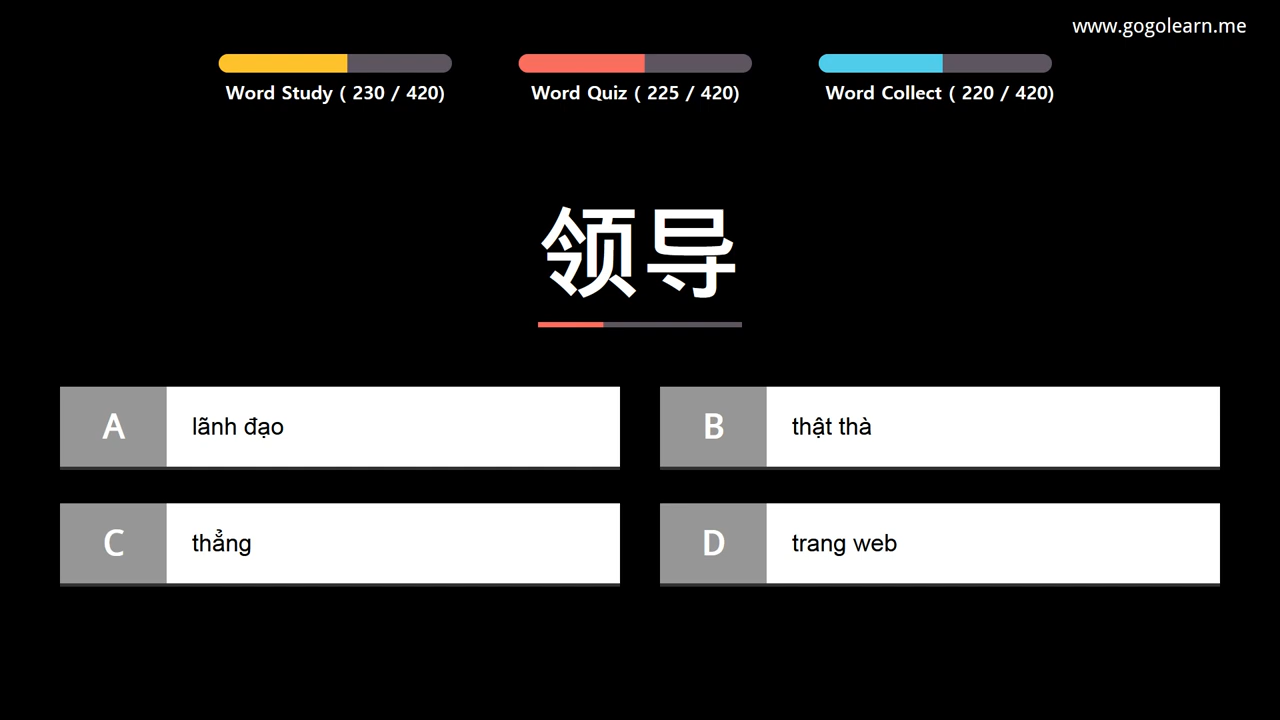 www.gogolearn.me
Word Study ( 230 / 420)
Word Quiz ( 225 / 420)
Word Collect ( 220 / 420)
领导
A lãnh đạo
B thật thà
C thẳng
D trang web